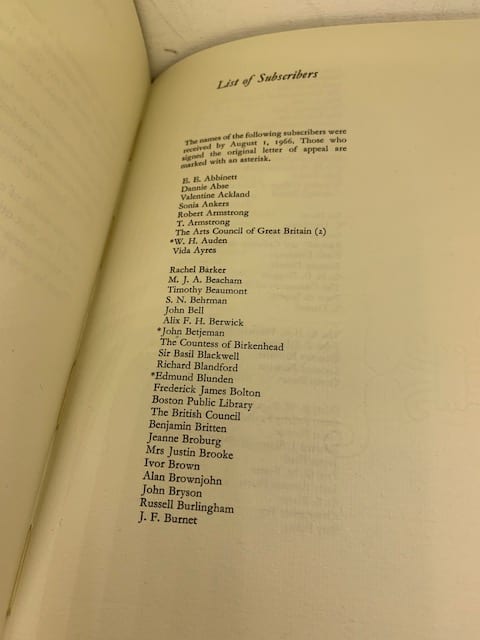 List of Subscribers
The names of the following subscribers were
received by August 1, 1966. Those who
signed the original letter of appeal are
marked with an asterisk.
E. E. Abbinett
Dannie Abse
Valentine Ackland
Sonia Ankers
Robert Armstrong
T. Armstrong
The Arts Council of Great Britain (2)
*W. H. Auden
Vida Ayres
Rachel Barker
M. J. A. Beacham
Timothy Beaumont
S. N. Behrman
John Bell
Alix F. H. Berwick
*John Betjeman
The Countess of Birkenhead
Sir Basil Blackwell
Richard Blandford
*Edmund Blunden
Frederick James Bolton
Boston Public Library
The British Council
Benjamin Britten
Jeanne Broburg
Mrs Justin Brooke
Ivor Brown
Alan Brownjohn
John Bryson
Russell Burlingham
J. F. Burnet